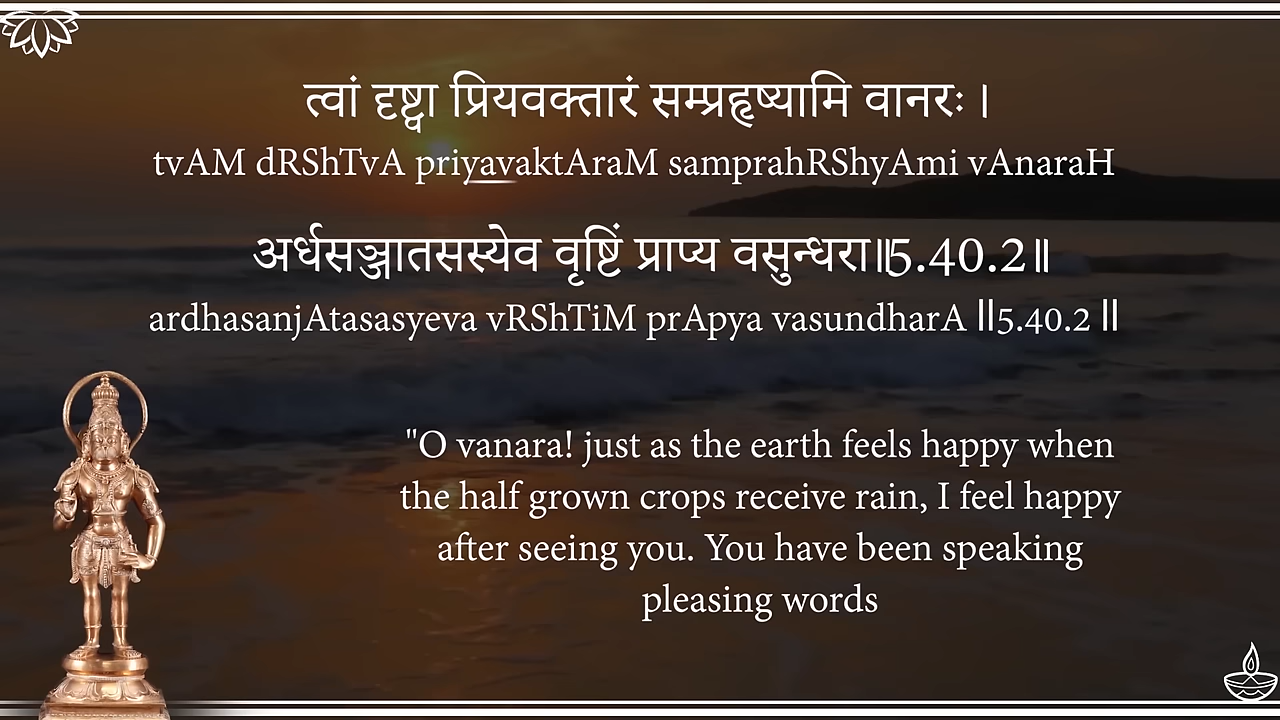 त्वां दृष्ट्वा प्रियवक्तारं सम्प्रहृष्यामि वानरः ।
tvAM dRShTvA priyavaktAraM samprahRShyAmi vAnaraH
अर्धसञ्जातसस्येव वृष्टिं प्राप्य वसुन्धरा॥5.40.2॥
ardhasanjAtasasyeva vRShTiM prApya vasundharA ||5.40.2 ||
"O vanara! just as the earth feels happy when
the half grown crops receive rain, I feel happy
after seeing you. You have been speaking
pleasing words